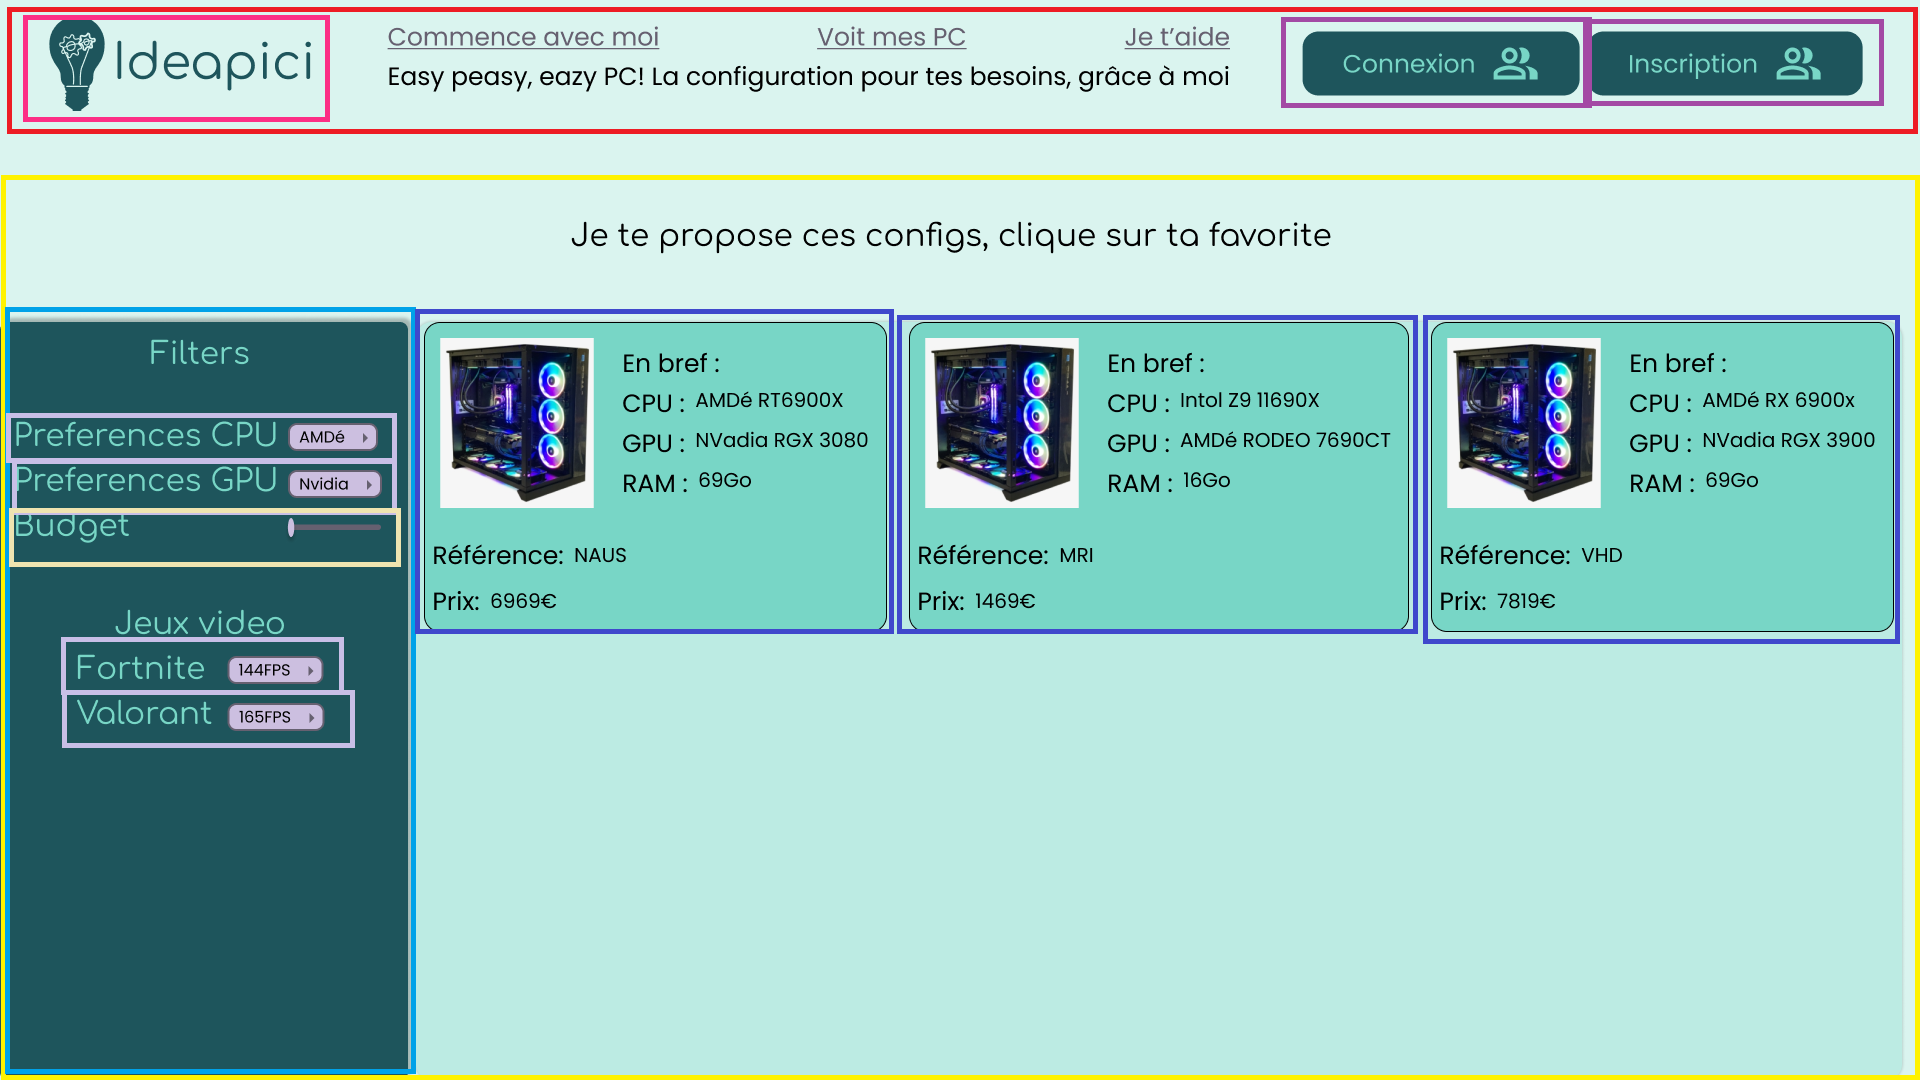 Ideapici
Commence avec moi
Voit mes PC
Je t'aide
Easy peasy, eazy PC! La configuration pour tes besoins, grâce à moi
Connexion
Inscription
Je te propose ces configs, clique sur ta favorite
Filters
Preferences CPU AMDé
Preferences GPU Nvidia
Budget
Jeux video
Fortnite 144FPS
Valorant 165FPS
En bref :
CPU : AMDé RT6900X
GPU : NVadia RGX 3080
RAM : 69Go
Référence: NAUS
Prix: 6969€
En bref :
CPU : Intol Z9 11690X
GPU : AMDé RODEO 7690CT
RAM : 16Go
Référence: MRI
Prix: 1469€
En bref :
CPU : AMDé RX 6900x
GPU : NVadia RGX 3900
RAM : 69Go
Référence: VHD
Prix: 7819€